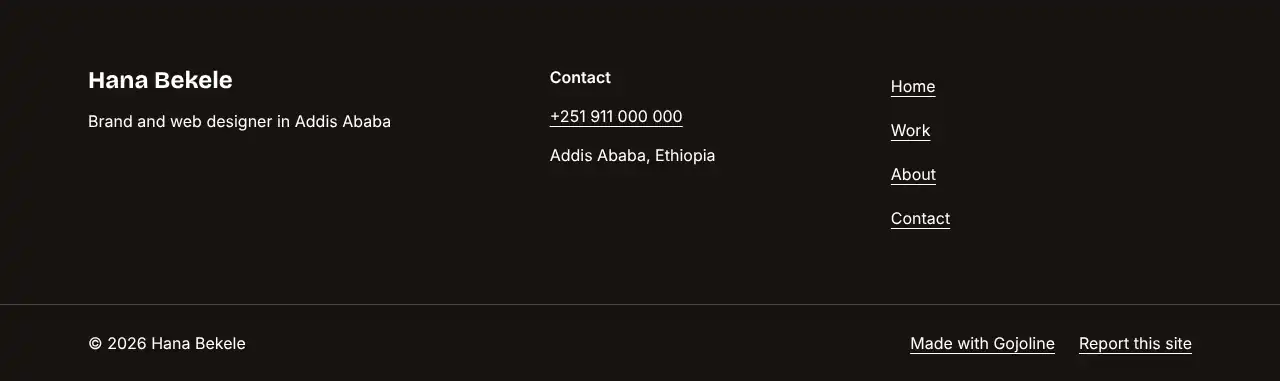 Hana Bekele
Brand and web designer in Addis Ababa
Contact
+251 911 000 000
Addis Ababa, Ethiopia
Home
Work
About
Contact
© 2026 Hana Bekele
Made with Gojoline
Report this site